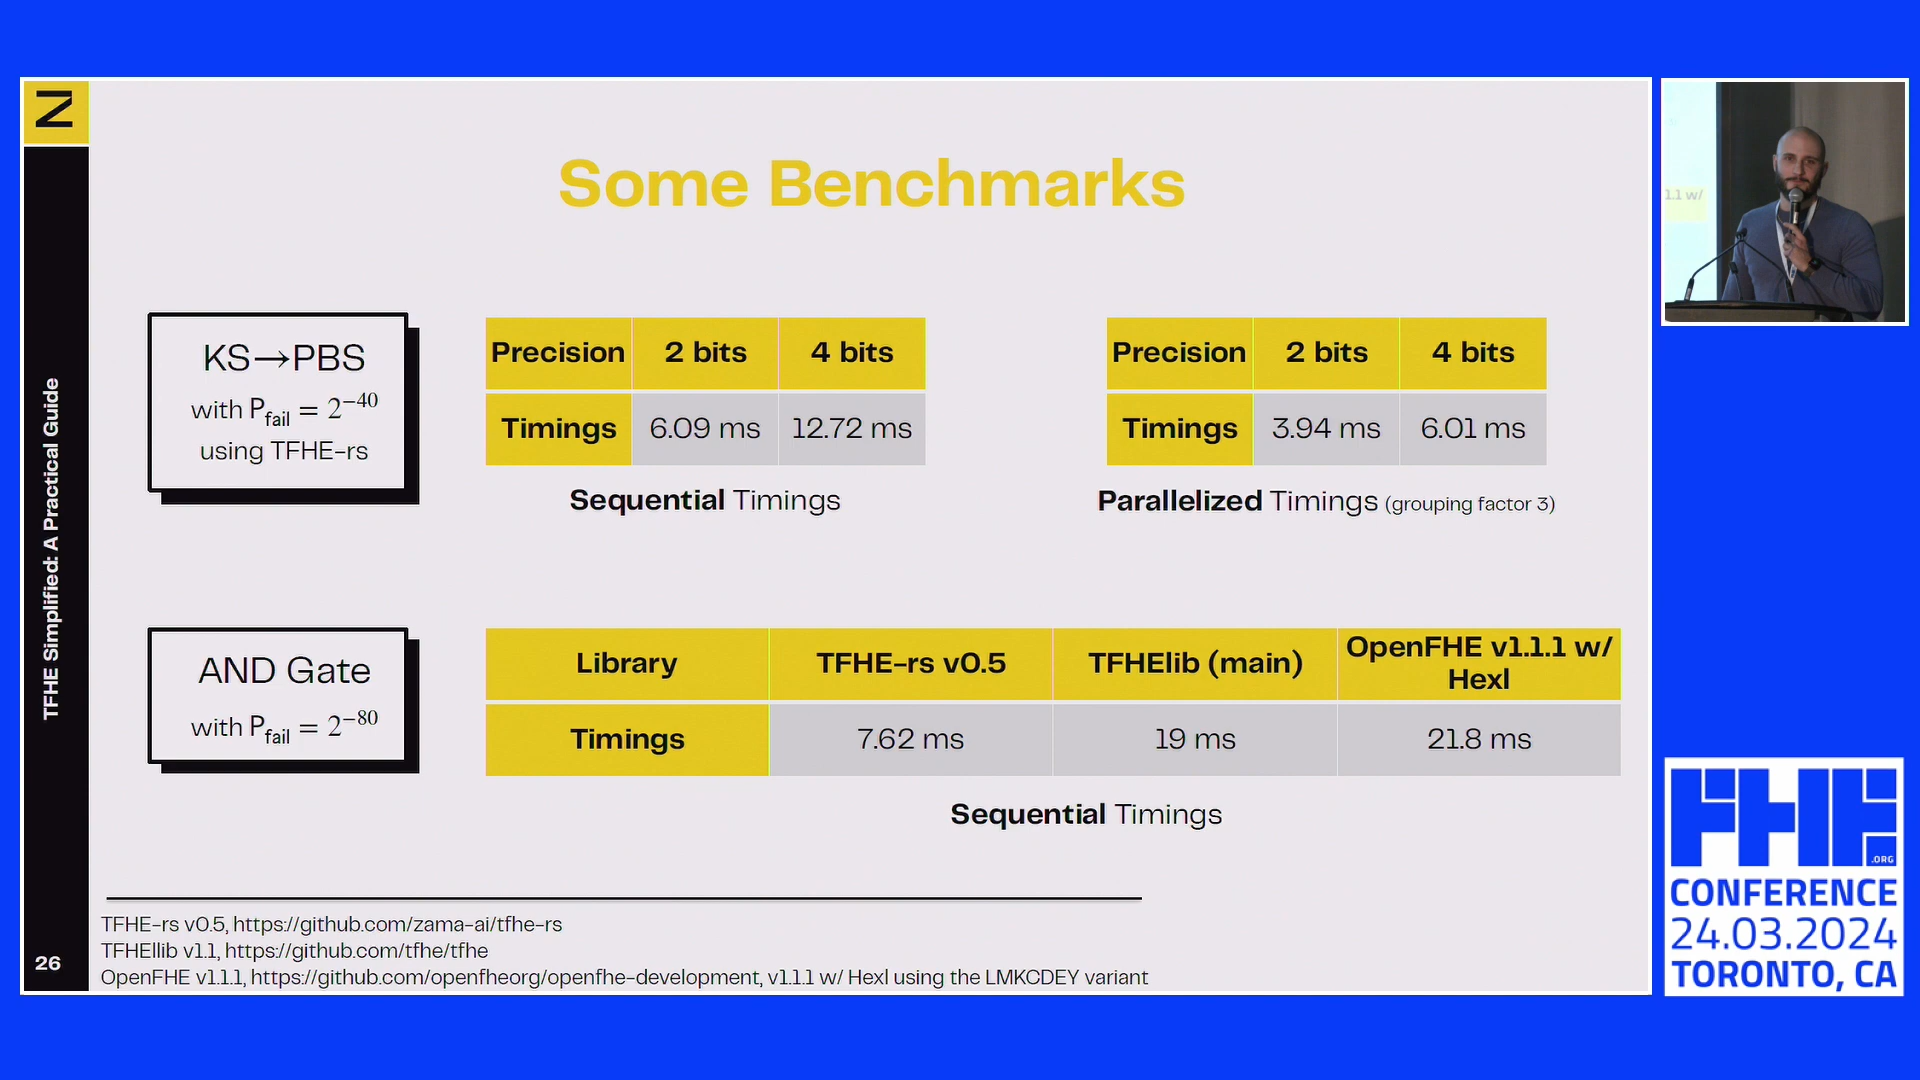 Z
TFHE Simplified: A Practical Guide
26
Some Benchmarks
KS→PBS
with P_fail = 2^−40
using TFHE-rs
Precision 2 bits 4 bits
Timings 6.09 ms 12.72 ms
Sequential Timings
Precision 2 bits 4 bits
Timings 3.94 ms 6.01 ms
Parallelized Timings (grouping factor 3)
AND Gate
with P_fail = 2^−80
Library TFHE-rs v0.5 TFHElib (main) OpenFHE v1.1.1 w/
Hexl
Timings 7.62 ms 19 ms 21.8 ms
Sequential Timings
TFHE-rs v0.5, https://github.com/zama-ai/tfhe-rs
TFHEllib v1.1, https://github.com/tfhe/tfhe
OpenFHE v1.1.1, https://github.com/openfheorg/openfhe-development, v1.1.1 w/ Hexl using the LMKCDEY variant
1.1 w/
FHE
.ORG
CONFERENCE
24.03.2024
TORONTO, CA